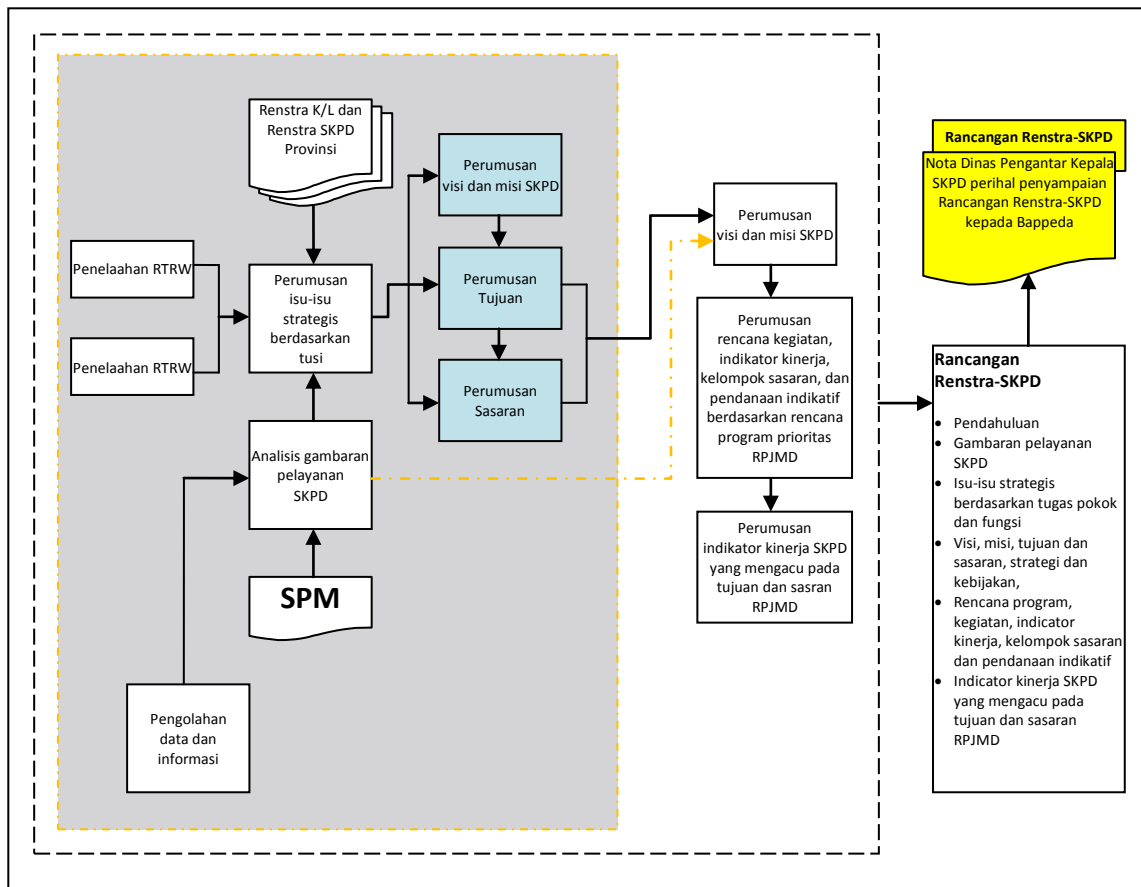 Renstra K/L dan
Renstra SKPD
Provinsi
Penelaahan RTRW
Penelaahan RTRW
Perumusan
isu-isu
strategis
berdasarkan
tusi
Analisis gambaran
pelayanan
SKPD
SPM
Pengolahan
data dan
informasi
Perumusan
visi dan misi SKPD
Perumusan
Tujuan
Perumusan
Sasaran
Perumusan
visi dan misi SKPD
Perumusan
rencana kegiatan,
indikator kinerja,
kelompok sasaran, dan
pendanaan indikatif
berdasarkan rencana
program prioritas
RPJMD
Perumusan
indikator kinerja SKPD
yang mengacu pada
tujuan dan sasran
RPJMD
Rancangan Renstra-SKPD
Nota Dinas Pengantar Kepala
SKPD perihal penyampaian
Rancangan Renstra-SKPD
kepada Bappeda
Rancangan
Renstra-SKPD
• Pendahuluan
• Gambaran pelayanan
SKPD
• Isu-isu strategis
berdasarkan tugas pokok
dan fungsi
• Visi, misi, tujuan dan
sasaran, strategi dan
kebijakan,
• Rencana program,
kegiatan, indicator
kinerja, kelompok sasaran
dan pendanaan indikatif
• Indicator kinerja SKPD
yang mengacu pada
tujuan dan sasaran
RPJMD